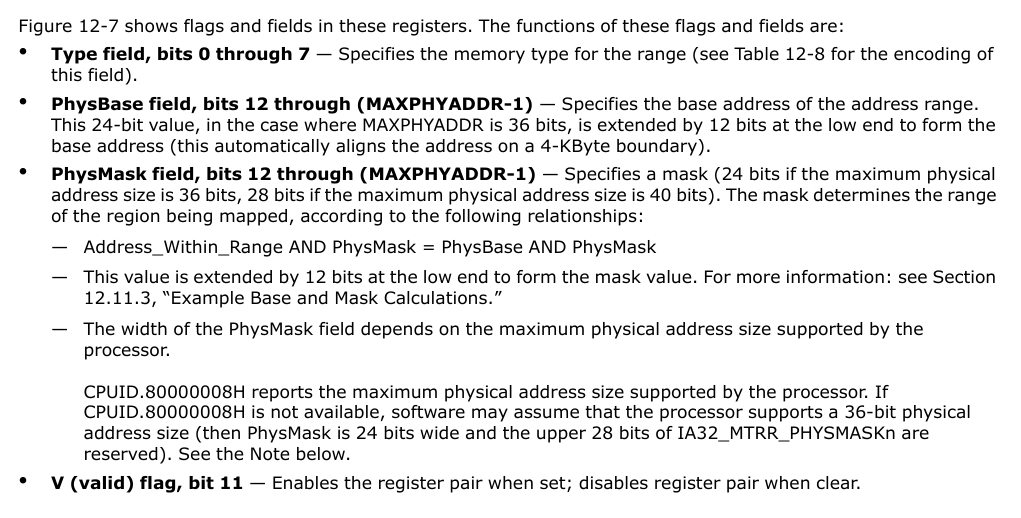 Figure 12-7 shows flags and fields in these registers. The functions of these flags and fields are:
• Type field, bits 0 through 7 — Specifies the memory type for the range (see Table 12-8 for the encoding of
this field).
• PhysBase field, bits 12 through (MAXPHYADDR-1) — Specifies the base address of the address range.
This 24-bit value, in the case where MAXPHYADDR is 36 bits, is extended by 12 bits at the low end to form the
base address (this automatically aligns the address on a 4-KByte boundary).
• PhysMask field, bits 12 through (MAXPHYADDR-1) — Specifies a mask (24 bits if the maximum physical
address size is 36 bits, 28 bits if the maximum physical address size is 40 bits). The mask determines the range
of the region being mapped, according to the following relationships:
— Address_Within_Range AND PhysMask = PhysBase AND PhysMask
— This value is extended by 12 bits at the low end to form the mask value. For more information: see Section
12.11.3, “Example Base and Mask Calculations.”
— The width of the PhysMask field depends on the maximum physical address size supported by the
processor.
CPUID.80000008H reports the maximum physical address size supported by the processor. If
CPUID.80000008H is not available, software may assume that the processor supports a 36-bit physical
address size (then PhysMask is 24 bits wide and the upper 28 bits of IA32_MTRR_PHYSMASKn are
reserved). See the Note below.
• V (valid) flag, bit 11 — Enables the register pair when set; disables register pair when clear.